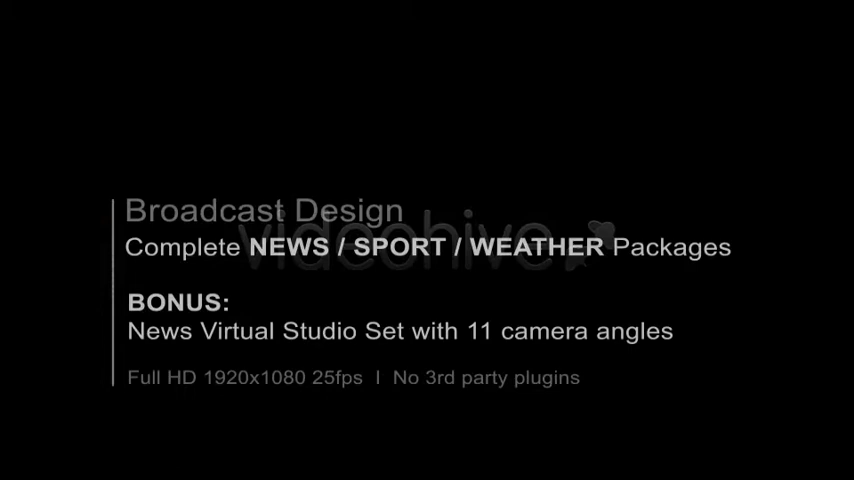 Broadcast Design
videohive
Complete NEWS / SPORT / WEATHER Packages
BONUS:
News Virtual Studio Set with 11 camera angles
Full HD 1920x1080 25fps I No 3rd party plugins